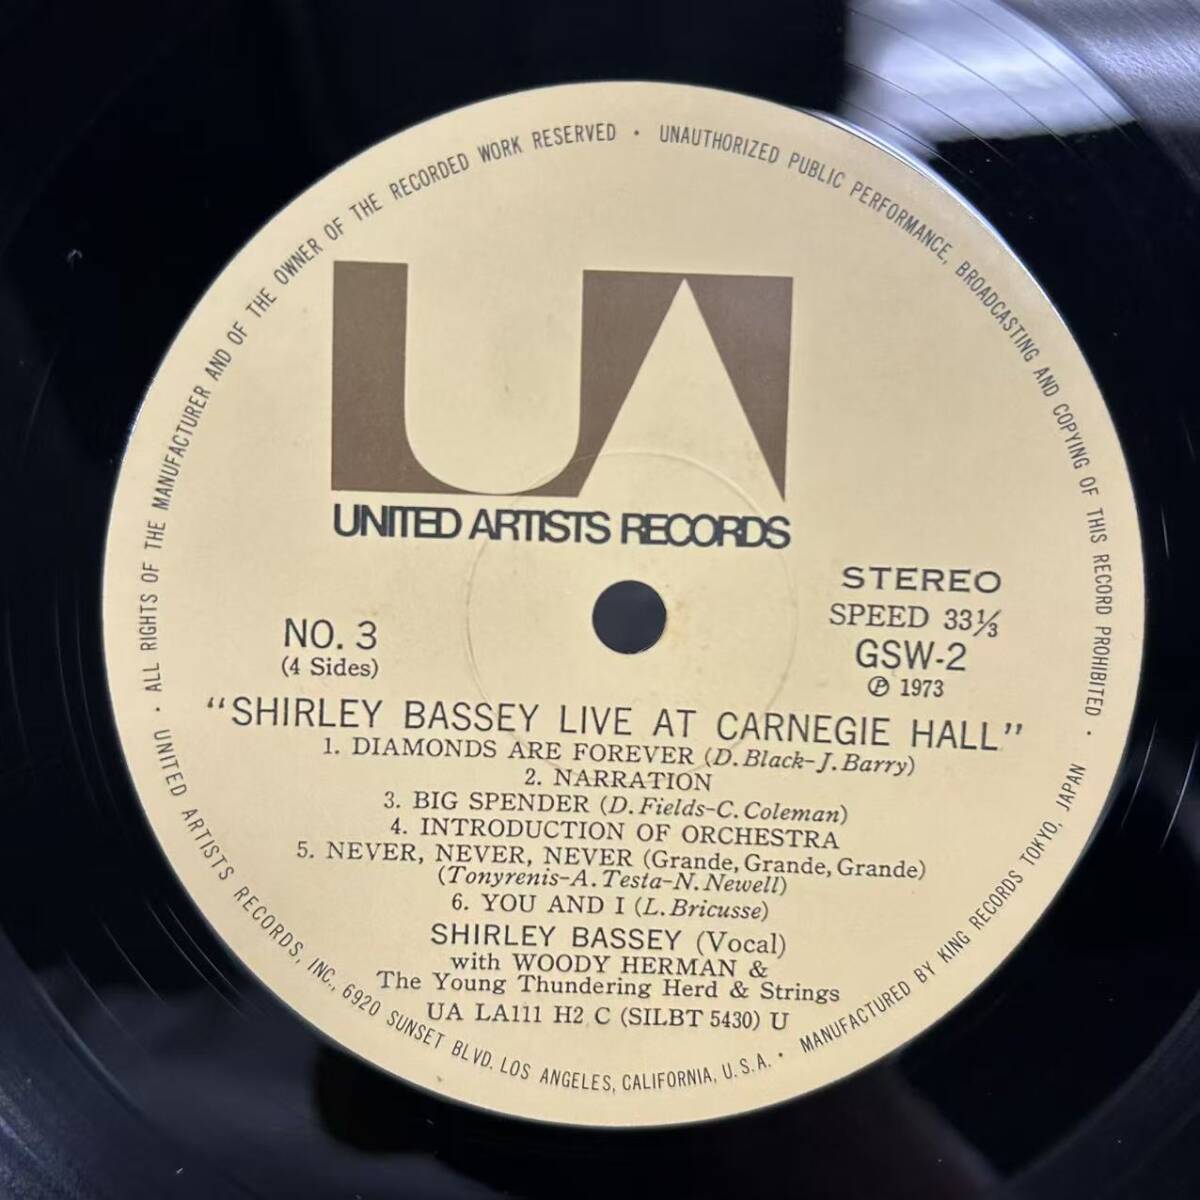 UA
UNITED ARTISTS RECORDS
STEREO
SPEED 33⅓
GSW-2
℗ 1973
NO. 3
(4 Sides)
"SHIRLEY BASSEY LIVE AT CARNEGIE HALL"
1. DIAMONDS ARE FOREVER (D. Black-J. Barry)
2. NARRATION
3. BIG SPENDER (D. Fields-C. Coleman)
4. INTRODUCTION OF ORCHESTRA
5. NEVER, NEVER, NEVER (Grande, Grande, Grande)
(Tonyrenis-A. Testa-N. Newell)
6. YOU AND I (L. Bricusse)
SHIRLEY BASSEY (Vocal)
with WOODY HERMAN &
The Young Thundering Herd & Strings
UA LA111 H2 C (SILBT 5430) U
ALL RIGHTS OF THE MANUFACTURER AND OF THE OWNER OF THE RECORDED WORK RESERVED · UNAUTHORIZED PUBLIC PERFORMANCE, BROADCASTING AND COPYING OF THIS RECORD PROHIBITED ·
UNITED ARTISTS RECORDS, INC., 6920 SUNSET BLVD. LOS ANGELES, CALIFORNIA, U.S.A. · MANUFACTURED BY KING RECORDS TOKYO, JAPAN